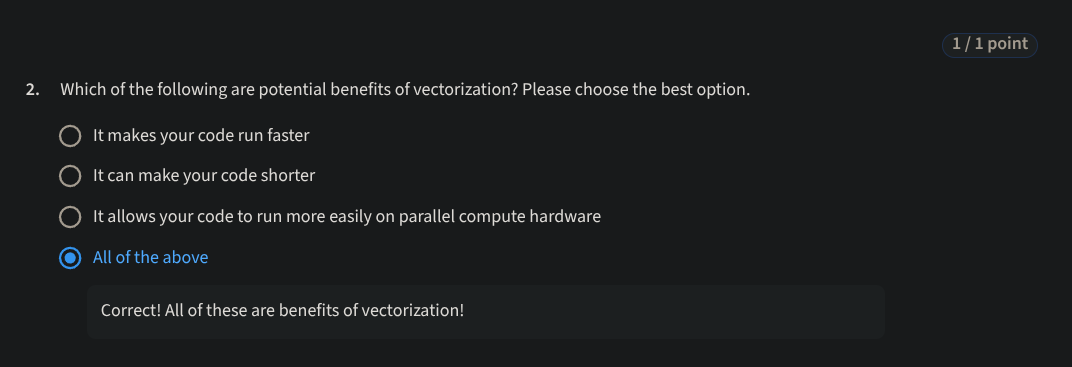 1 / 1 point
2. Which of the following are potential benefits of vectorization? Please choose the best option.
It makes your code run faster
It can make your code shorter
It allows your code to run more easily on parallel compute hardware
All of the above
Correct! All of these are benefits of vectorization!